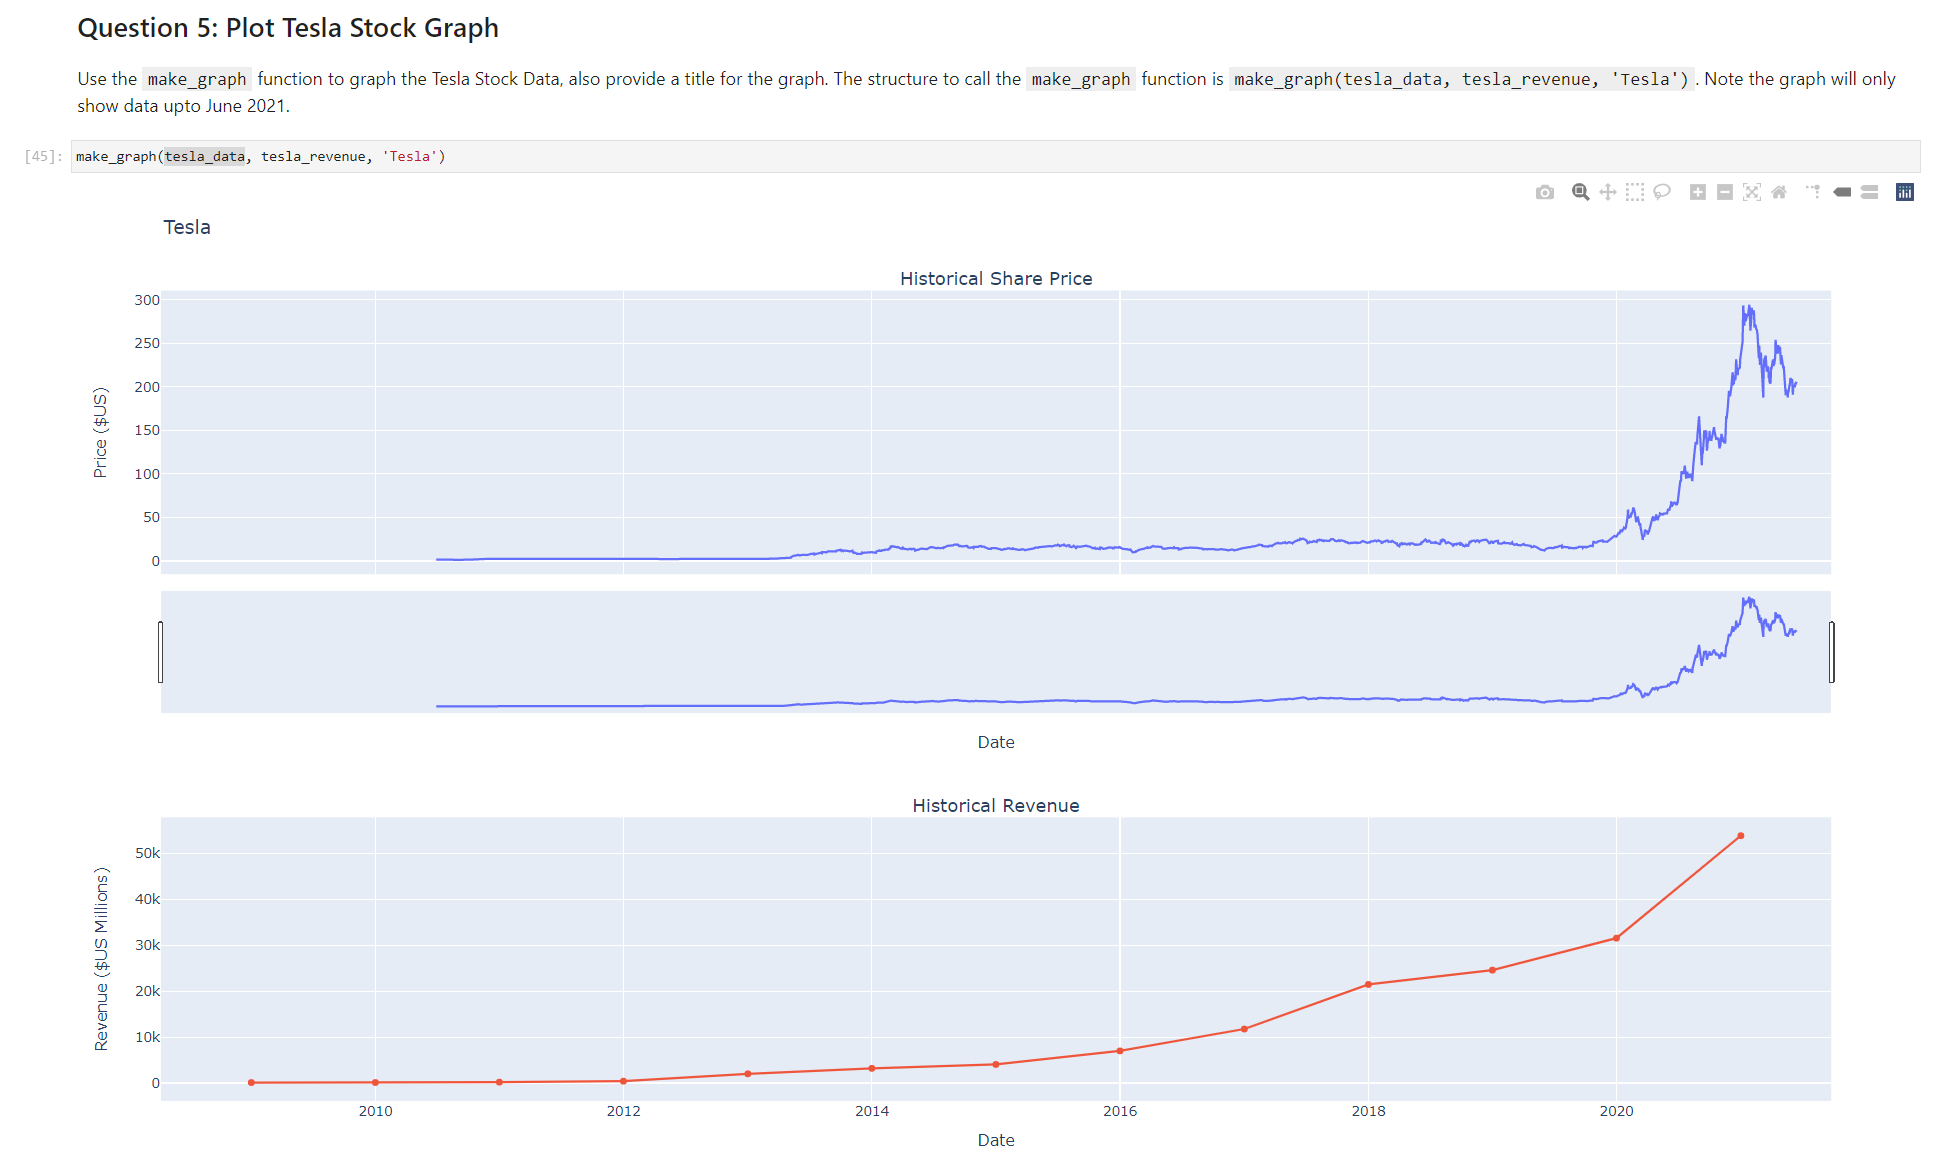 Question 5: Plot Tesla Stock Graph
Use the make_graph function to graph the Tesla Stock Data, also provide a title for the graph. The structure to call the make_graph function is make_graph(tesla_data, tesla_revenue, 'Tesla'). Note the graph will only
show data upto June 2021.
[45]: make_graph(tesla_data, tesla_revenue, 'Tesla')
Tesla
Historical Share Price
300
250
200
150
100
50
0
Price ($US)
Date
Historical Revenue
50k
40k
30k
20k
10k
0
Revenue ($US Millions)
2010 2012 2014 2016 2018 2020
Date